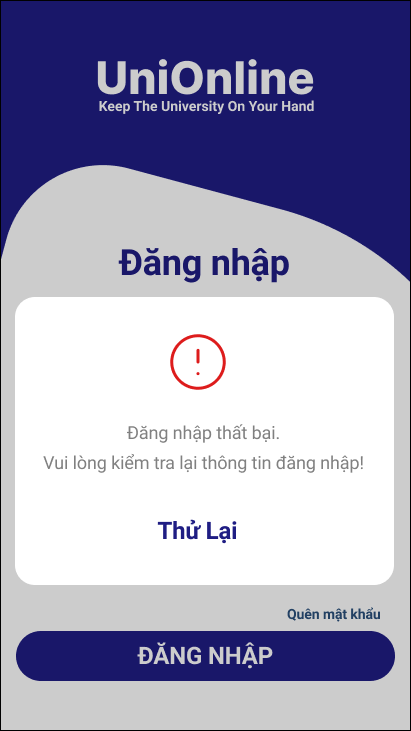 UniOnline
Keep The University On Your Hand
Đăng nhập
Đăng nhập thất bại.
Vui lòng kiểm tra lại thông tin đăng nhập!
Thử Lại
Quên mật khẩu
ĐĂNG NHẬP